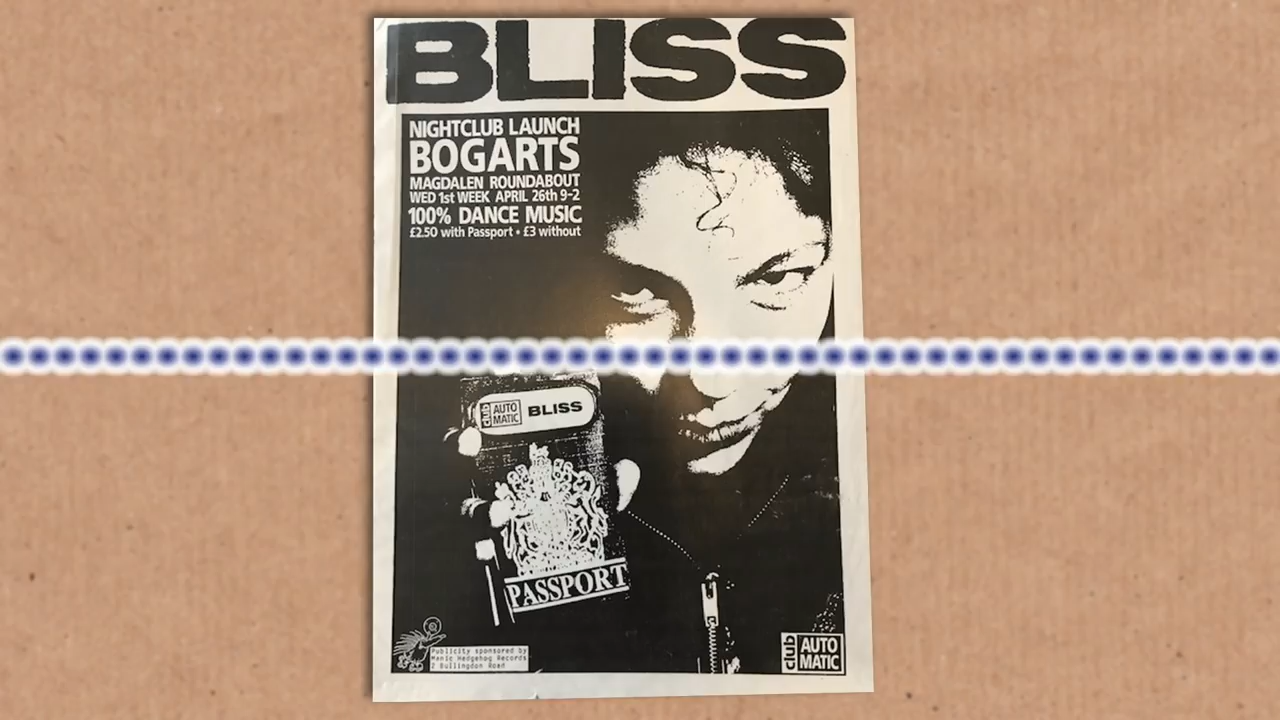 BLISS
NIGHTCLUB LAUNCH
BOGARTS
MAGDALEN ROUNDABOUT
WED 1st WEEK APRIL 26th 9-2
100% DANCE MUSIC
£2.50 with Passport • £3 without
club AUTO MATIC BLISS
PASSPORT
Publicity sponsored by
Manic Hedgehog Records
2 Bullingdon Road
club AUTO MATIC